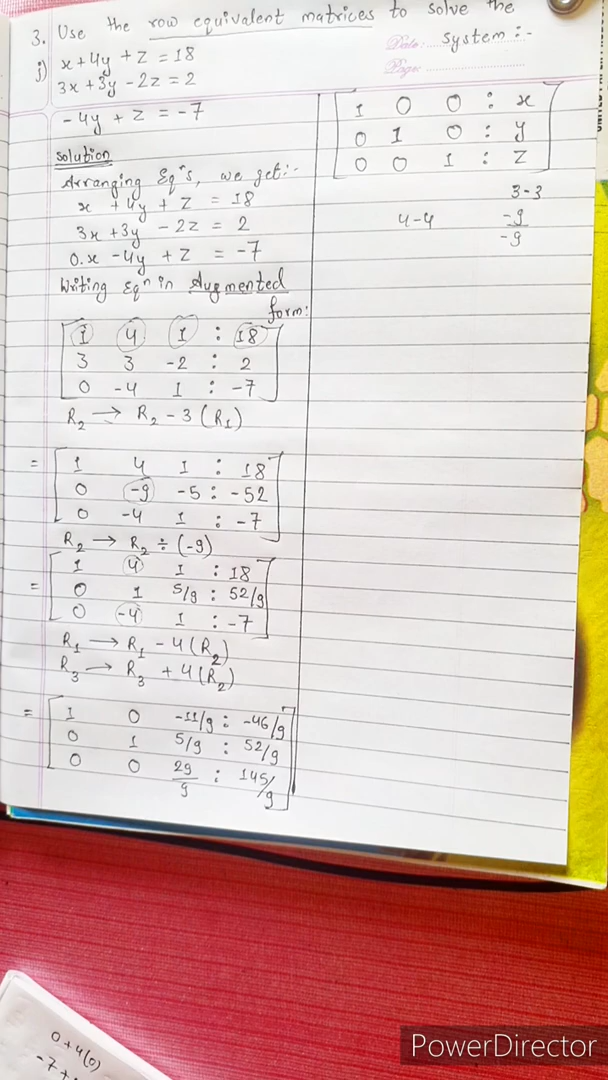 3. Use the row equivalent matrices to solve the
system :-
Date:
Page:
i) x + 4y + z = 18
3x + 3y - 2z = 2
- 4y + z = -7
Solution
Arranging Eqⁿs, we get:-
x + 4y + z = 18
3x + 3y - 2z = 2
0.x - 4y + z = -7
Writing Eqⁿ in Augmented
form:
1 4 1 : 18
3 3 -2 : 2
0 -4 1 : -7
R₂ → R₂ - 3 (R₁)
= 1 4 1 : 18
0 -9 -5 : -52
0 -4 1 : -7
R₂ → R₂ ÷ (-9)
= 1 4 1 : 18
0 1 5/9 : 52/9
0 -4 1 : -7
R₁ → R₁ - 4(R₂)
R₃ → R₃ + 4(R₂)
= 1 0 -11/9 : -46/9
0 1 5/9 : 52/9
0 0 29/9 : 145/9
1 0 0 : x
0 1 0 : y
0 0 1 : z
3-3
4-4 -9/-9
0+4(0)
PowerDirector